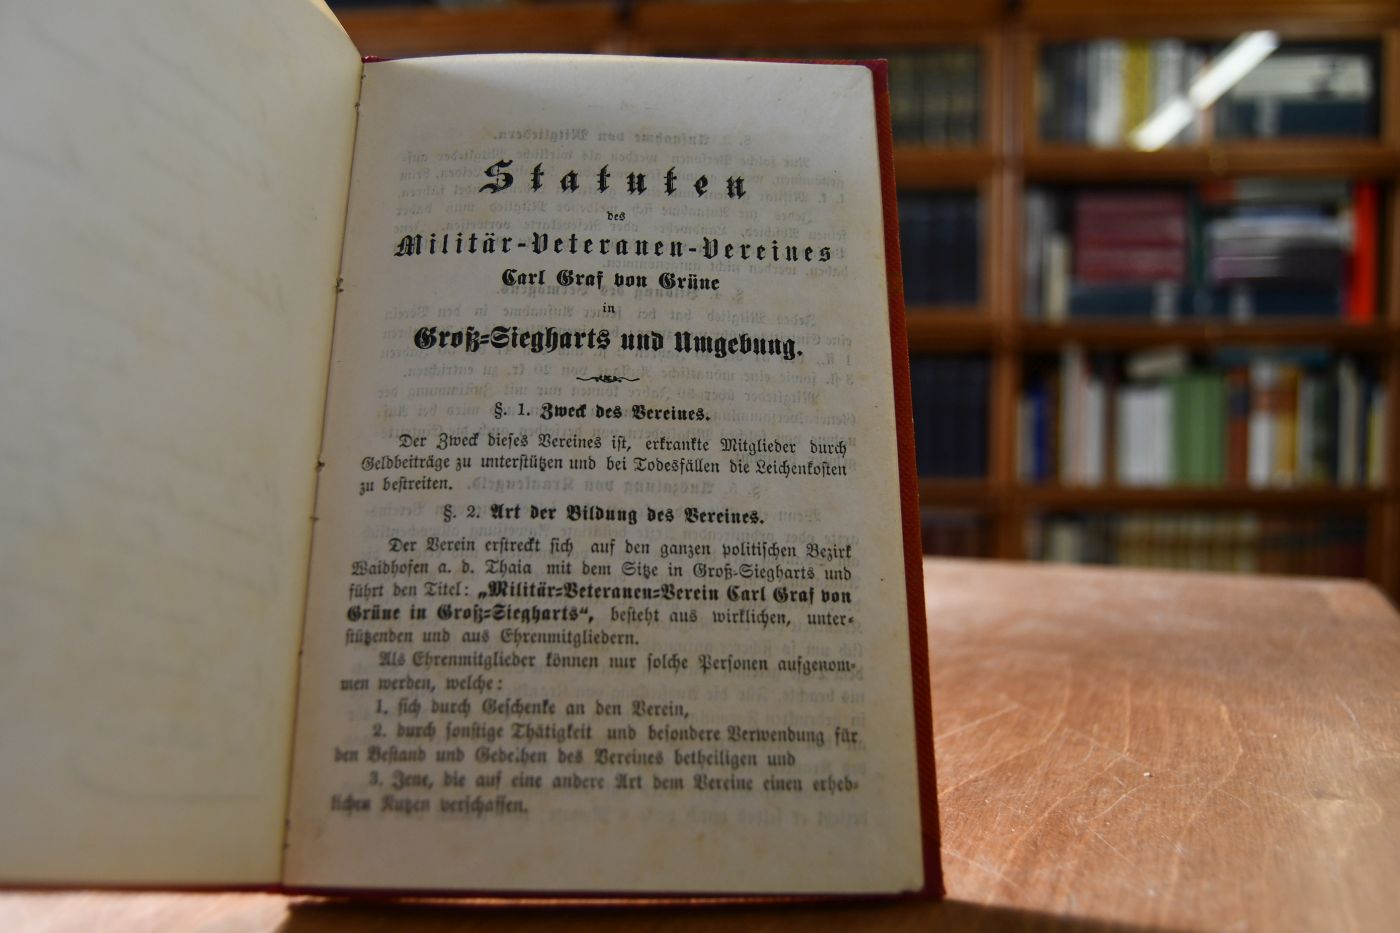 Statuten
des
Militär-Veteranen-Vereines
Carl Graf von Grüne
in
Groß-Siegharts und Umgebung.
§. 1. Zweck des Vereines.
Der Zweck dieses Vereines ist, erkrankte Mitglieder durch
Geldbeiträge zu unterstützen und bei Todesfällen die Leichenkosten
zu bestreiten.
§. 2. Art der Bildung des Vereines.
Der Verein erstreckt sich auf den ganzen politischen Bezirk
Waidhofen a. d. Thaia mit dem Sitze in Groß-Siegharts und
führt den Titel: „Militär-Veteranen-Verein Carl Graf von
Grüne in Groß-Siegharts“, besteht aus wirklichen, unter-
stützenden und aus Ehrenmitgliedern.
Als Ehrenmitglieder können nur solche Personen aufgenom-
men werden, welche:
1. sich durch Geschenke an den Verein,
2. durch sonstige Thätigkeit und besondere Verwendung für
den Bestand und Gedeihen des Vereines betheiligen und
3. Jene, die auf eine andere Art dem Vereine einen erheb-
lichen Nutzen verschaffen.